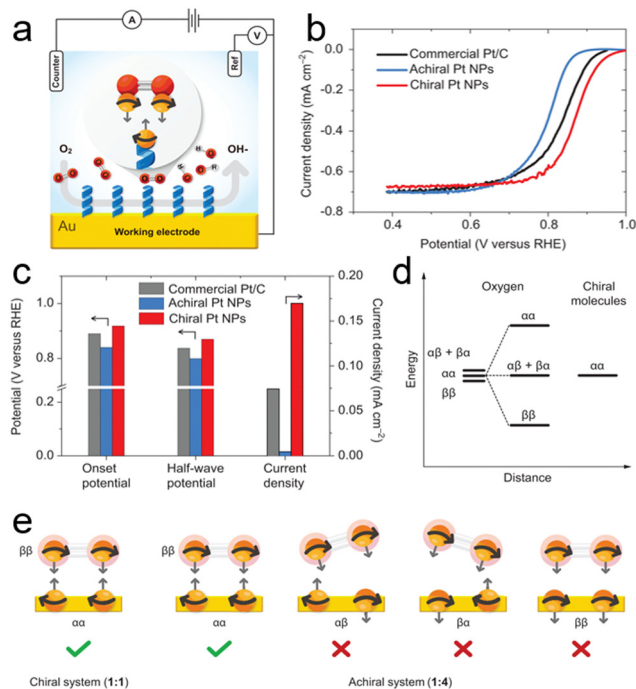 a
A
V
Counter
Ref
O₂
OH-
Au
Working electrode
b
Current density (mA cm⁻²)
0.0
-0.2
-0.4
-0.6
-0.8
Commercial Pt/C
Achiral Pt NPs
Chiral Pt NPs
0.4
0.6
0.8
1.0
Potential (V versus RHE)
c
Potential (V versus RHE)
1.0
0.8
0.2
0.0
Commercial Pt/C
Achiral Pt NPs
Chiral Pt NPs
0.20
0.15
0.10
0.05
0.00
Current density (mA cm⁻²)
Onset potential
Half-wave potential
Current density
d
Energy
Oxygen
Chiral molecules
αα
αβ + βα
αα
ββ
αβ + βα
αα
ββ
Distance
e
ββ
ββ
ββ
αα
αα
αβ
βα
ββ
Chiral system (1:1)
Achiral system (1:4)